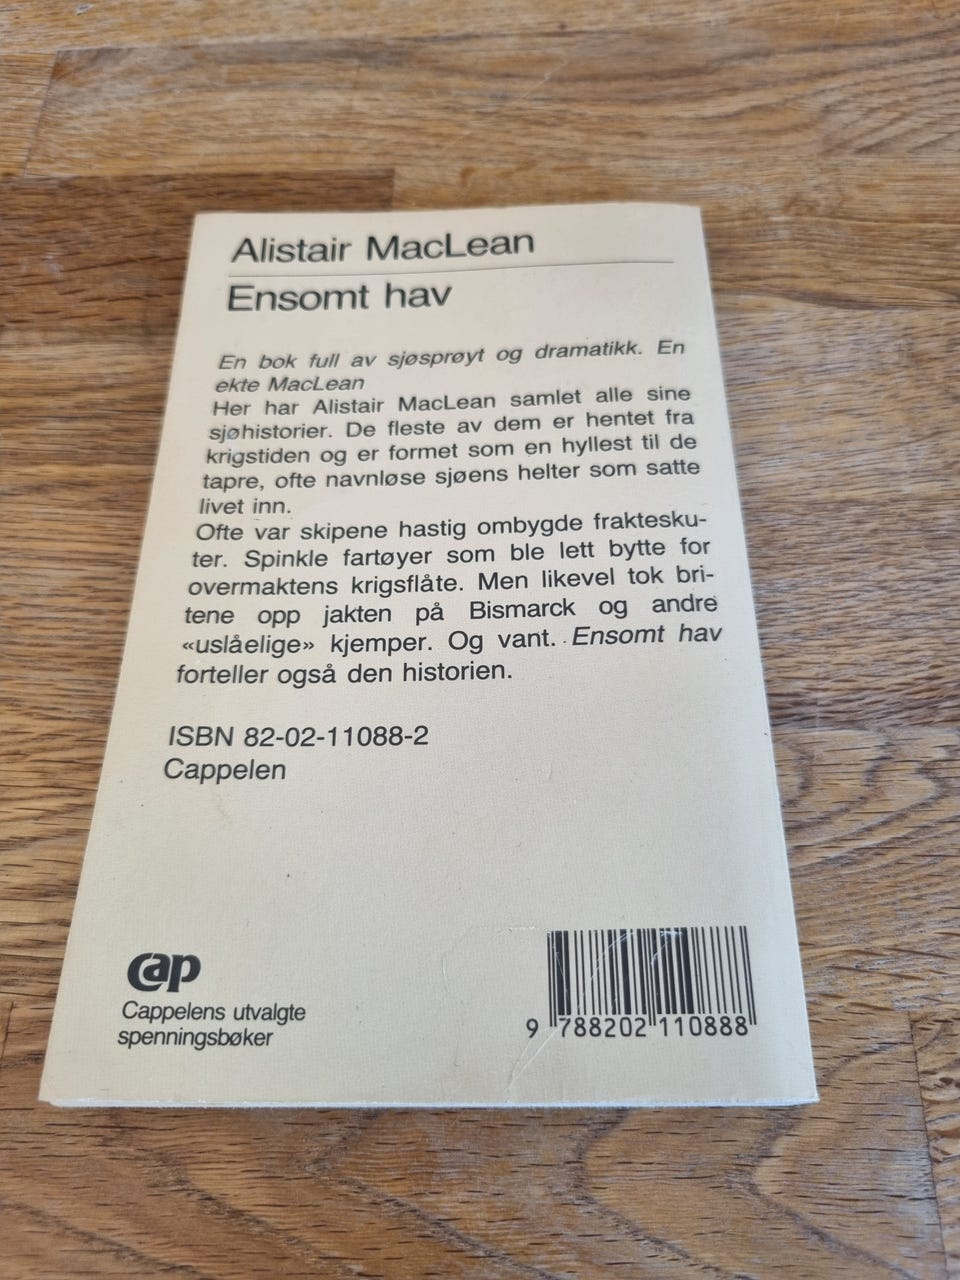 Alistair MacLean
Ensomt hav
En bok full av sjøsprøyt og dramatikk. En
ekte MacLean
Her har Alistair MacLean samlet alle sine
sjøhistorier. De fleste av dem er hentet fra
krigstiden og er formet som en hyllest til de
tapre, ofte navnløse sjøens helter som satte
livet inn.
Ofte var skipene hastig ombygde fraktesku-
ter. Spinkle fartøyer som ble lett bytte for
overmaktens krigsflåte. Men likevel tok bri-
tene opp jakten på Bismarck og andre
«uslåelige» kjemper. Og vant. Ensomt hav
forteller også den historien.
ISBN 82-02-11088-2
Cappelen
cap
Cappelens utvalgte
spenningsbøker
9 788202 110888